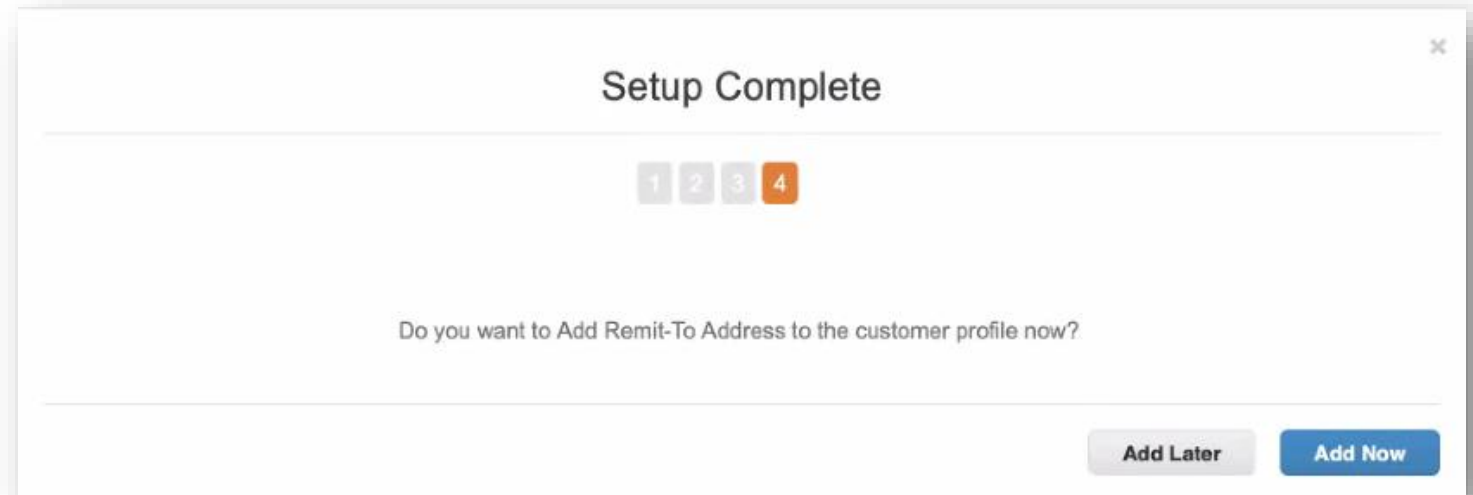 Setup Complete
1 2 3 4
Do you want to Add Remit-To Address to the customer profile now?
Add Later Add Now